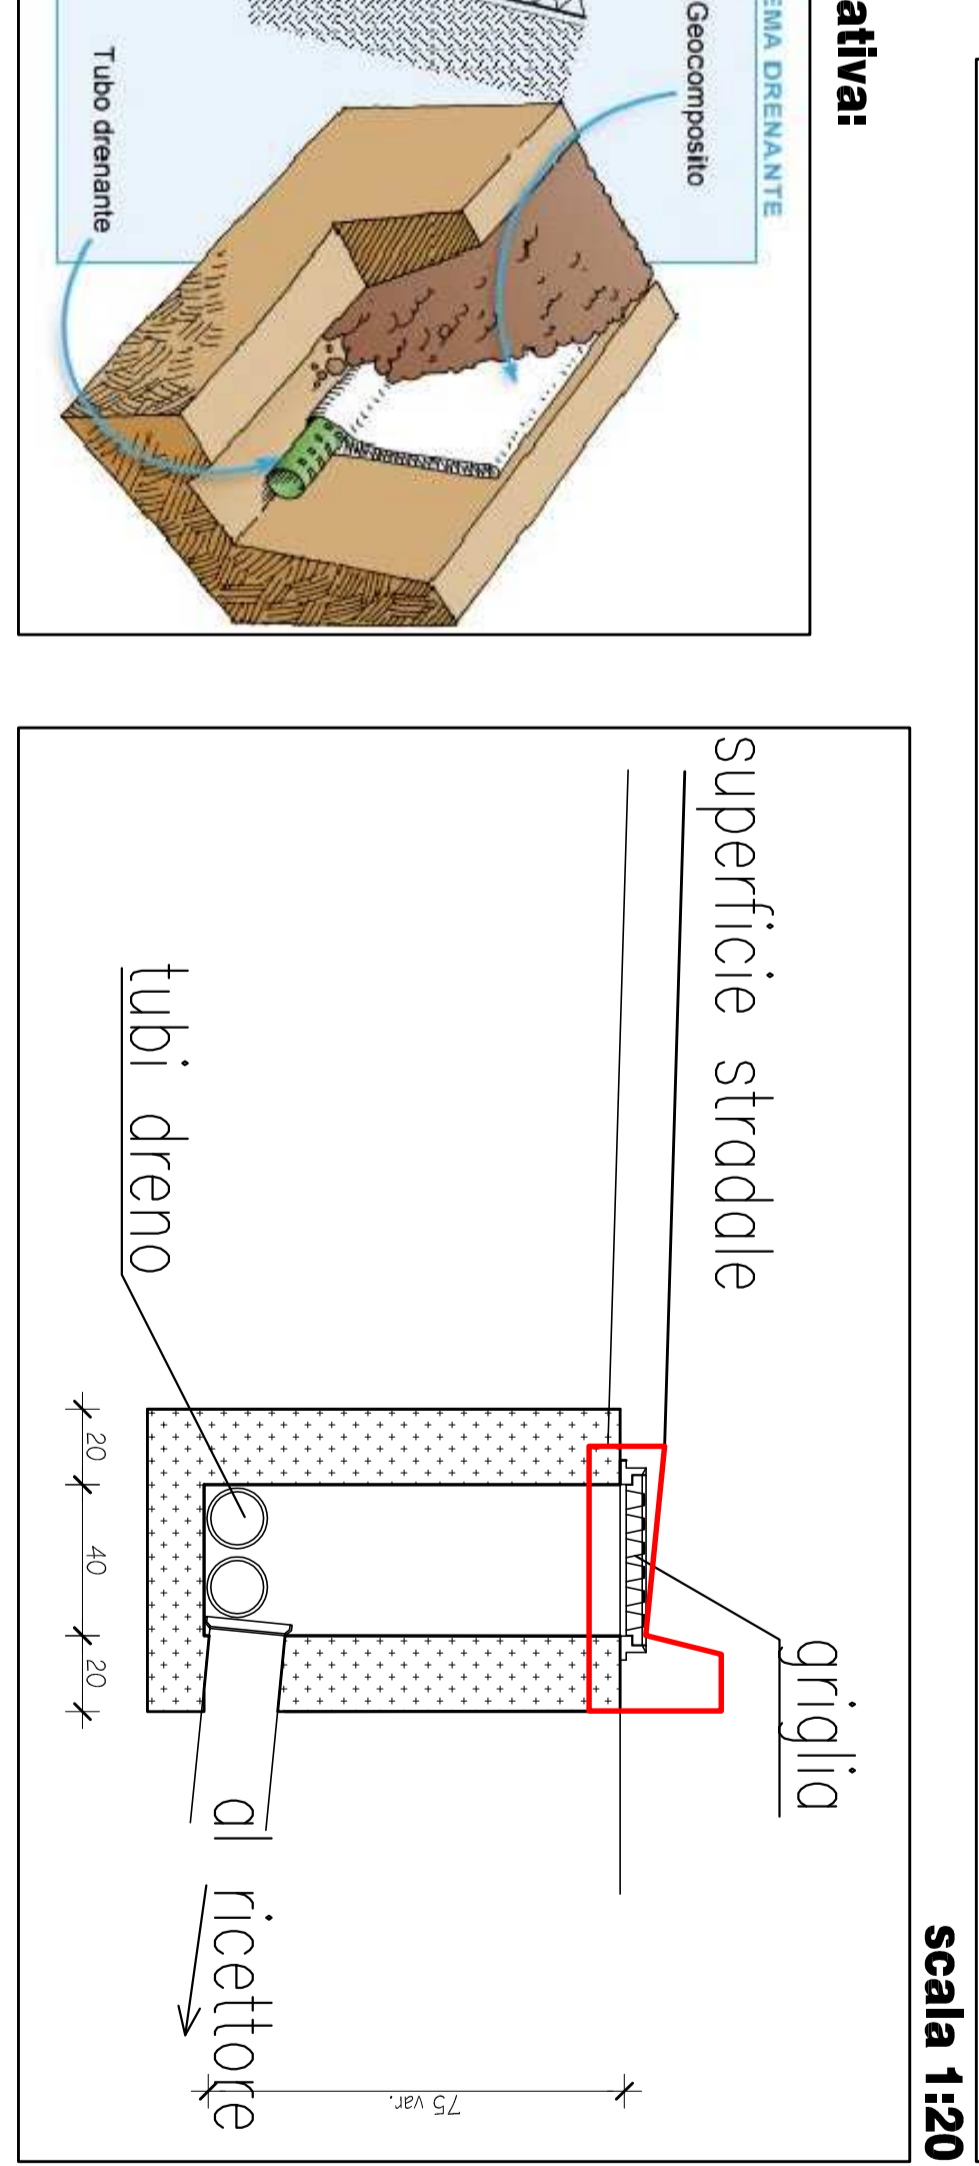 ativa:
EMA DRENANTE
Geocomposito
Tubo drenante
scala 1:20
griglia
superficie stradale
tubi dreno
al ricettore
20
40
20
75 var.